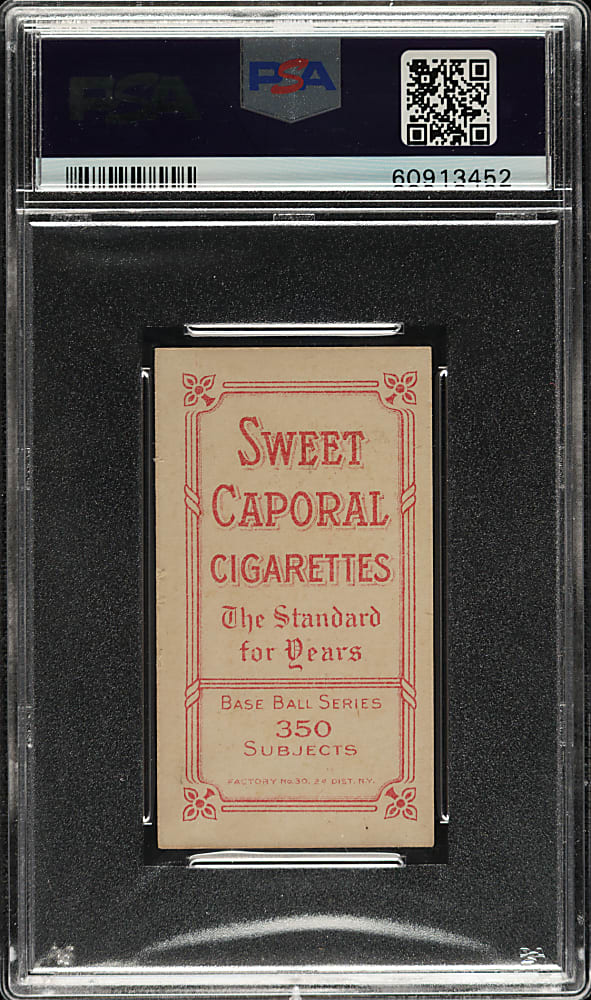 PSA
PSA
60913452
SWEET
CAPORAL
CIGARETTES
The Standard
for Years
BASE BALL SERIES
350
SUBJECTS
FACTORY No. 30, 2d DIST. N.Y.